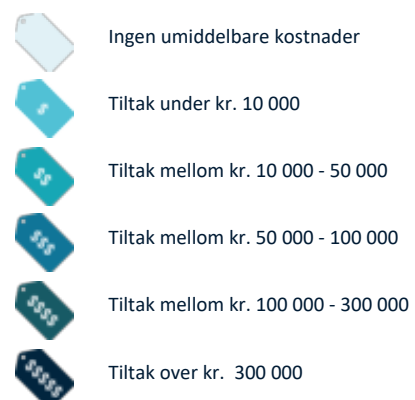 Ingen umiddelbare kostnader
$
Tiltak under kr. 10 000
$$
Tiltak mellom kr. 10 000 - 50 000
$$$
Tiltak mellom kr. 50 000 - 100 000
$$$$
Tiltak mellom kr. 100 000 - 300 000
$$$$$
Tiltak over kr.  300 000